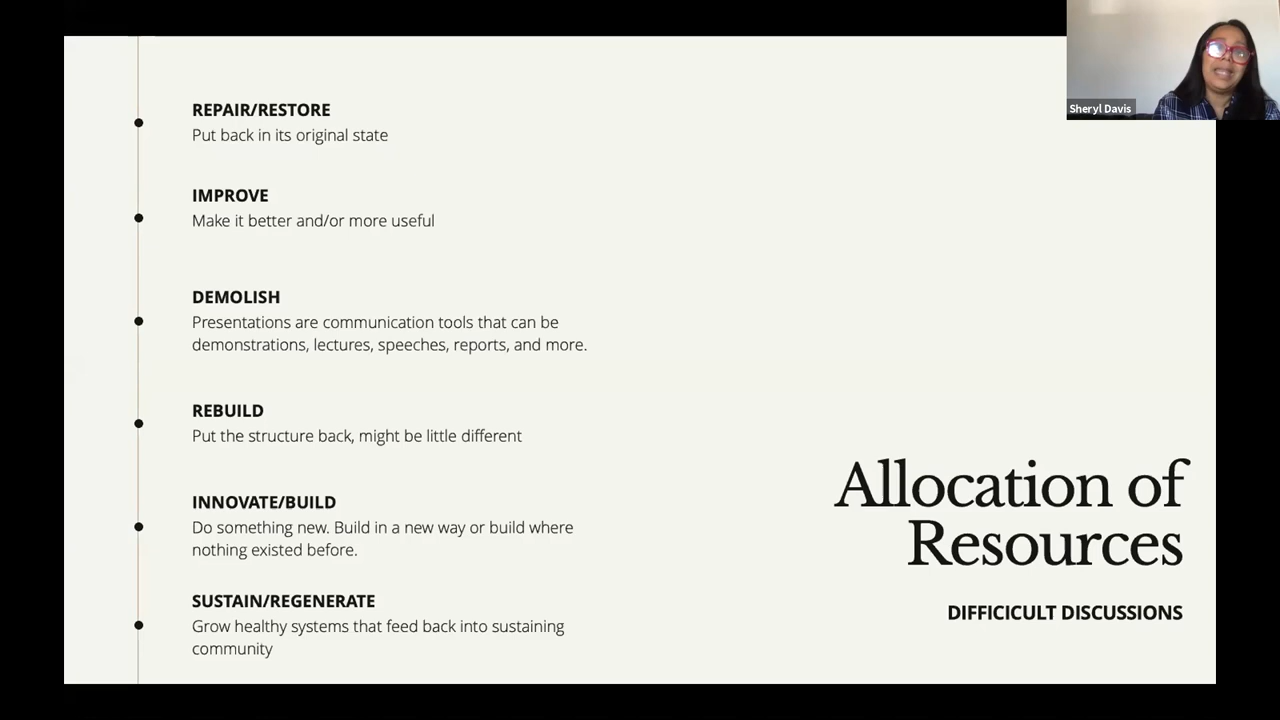 Sheryl Davis
REPAIR/RESTORE
Put back in its original state
IMPROVE
Make it better and/or more useful
DEMOLISH
Presentations are communication tools that can be
demonstrations, lectures, speeches, reports, and more.
REBUILD
Put the structure back, might be little different
INNOVATE/BUILD
Do something new. Build in a new way or build where
nothing existed before.
SUSTAIN/REGENERATE
Grow healthy systems that feed back into sustaining
community
Allocation of
Resources
DIFFICICULT DISCUSSIONS